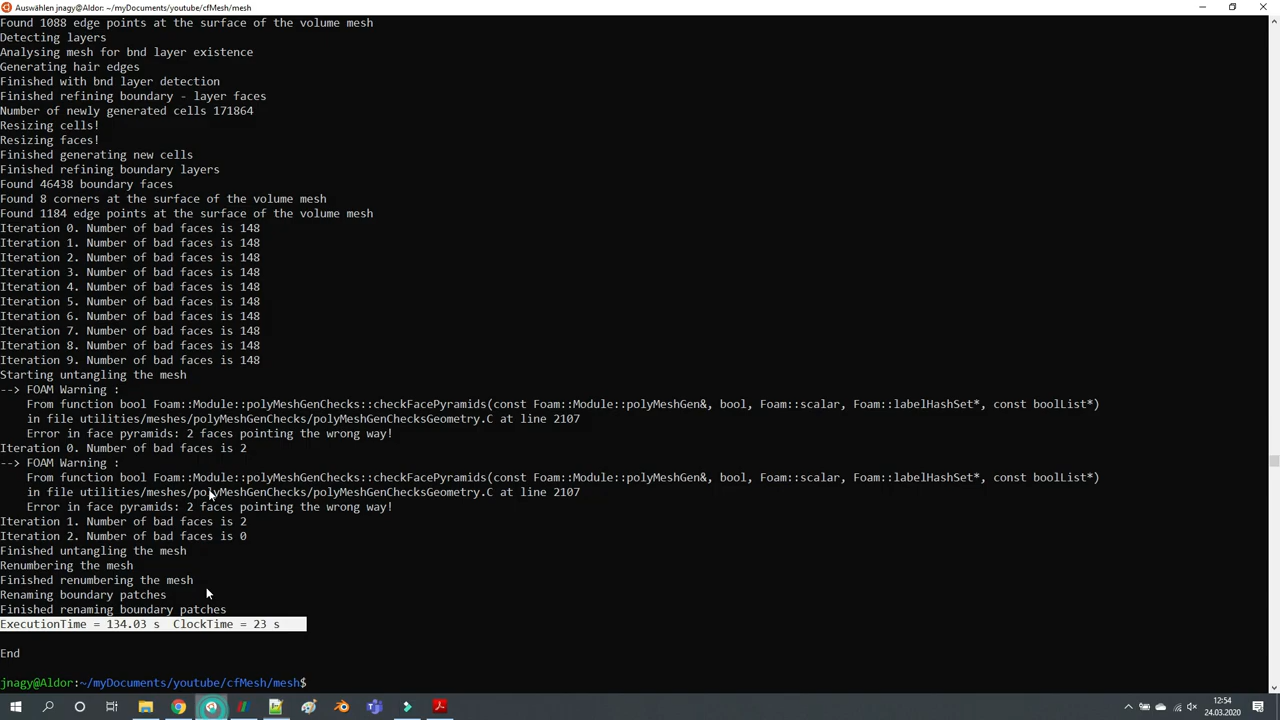 Auswählen jnagy@Aldor: ~/myDocuments/youtube/cfMesh/mesh
Found 1088 edge points at the surface of the volume mesh
Detecting layers
Analysing mesh for bnd layer existence
Generating hair edges
Finished with bnd layer detection
Finished refining boundary - layer faces
Number of newly generated cells 171864
Resizing cells!
Resizing faces!
Finished generating new cells
Finished refining boundary layers
Found 46438 boundary faces
Found 8 corners at the surface of the volume mesh
Found 1184 edge points at the surface of the volume mesh
Iteration 0. Number of bad faces is 148
Iteration 1. Number of bad faces is 148
Iteration 2. Number of bad faces is 148
Iteration 3. Number of bad faces is 148
Iteration 4. Number of bad faces is 148
Iteration 5. Number of bad faces is 148
Iteration 6. Number of bad faces is 148
Iteration 7. Number of bad faces is 148
Iteration 8. Number of bad faces is 148
Iteration 9. Number of bad faces is 148
Starting untangling the mesh
--> FOAM Warning :
From function bool Foam::Module::polyMeshGenChecks::checkFacePyramids(const Foam::Module::polyMeshGen&, bool, Foam::scalar, Foam::labelHashSet*, const boolList*)
in file utilities/meshes/polyMeshGenChecks/polyMeshGenChecksGeometry.C at line 2107
Error in face pyramids: 2 faces pointing the wrong way!
Iteration 0. Number of bad faces is 2
--> FOAM Warning :
From function bool Foam::Module::polyMeshGenChecks::checkFacePyramids(const Foam::Module::polyMeshGen&, bool, Foam::scalar, Foam::labelHashSet*, const boolList*)
in file utilities/meshes/polyMeshGenChecks/polyMeshGenChecksGeometry.C at line 2107
Error in face pyramids: 2 faces pointing the wrong way!
Iteration 1. Number of bad faces is 2
Iteration 2. Number of bad faces is 0
Finished untangling the mesh
Renumbering the mesh
Finished renumbering the mesh
Renaming boundary patches
Finished renaming boundary patches
ExecutionTime = 134.03 s  ClockTime = 23 s
End
jnagy@Aldor:~/myDocuments/youtube/cfMesh/mesh$
12:54
24.03.2020